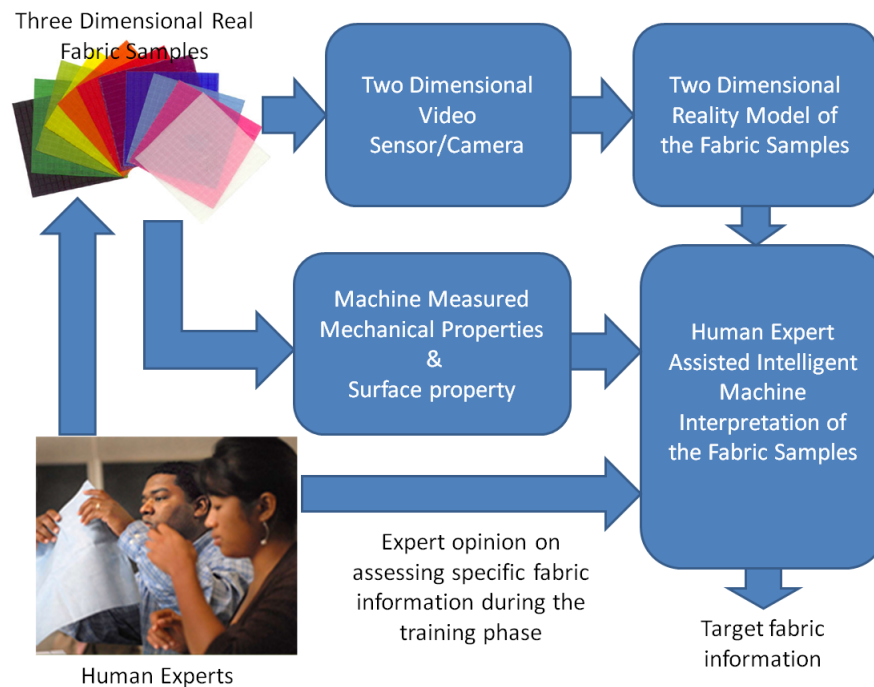 Three Dimensional Real
Fabric Samples
Two Dimensional
Video
Sensor/Camera
Two Dimensional
Reality Model of
the Fabric Samples
Machine Measured
Mechanical Properties
&
Surface property
Human Expert
Assisted Intelligent
Machine
Interpretation of
the Fabric Samples
Expert opinion on
assessing specific fabric
information during the
training phase
Target fabric
information
Human Experts